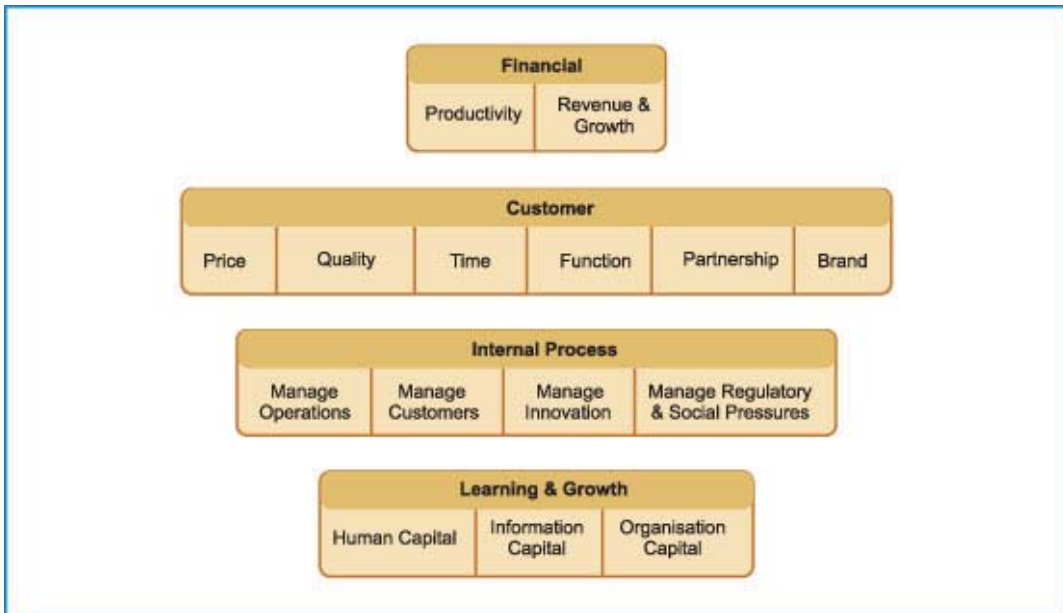 Financial
Productivity
Revenue &
Growth
Customer
Price
Quality
Time
Function
Partnership
Brand
Internal Process
Manage
Operations
Manage
Customers
Manage
Innovation
Manage Regulatory
& Social Pressures
Learning & Growth
Human Capital
Information
Capital
Organisation
Capital